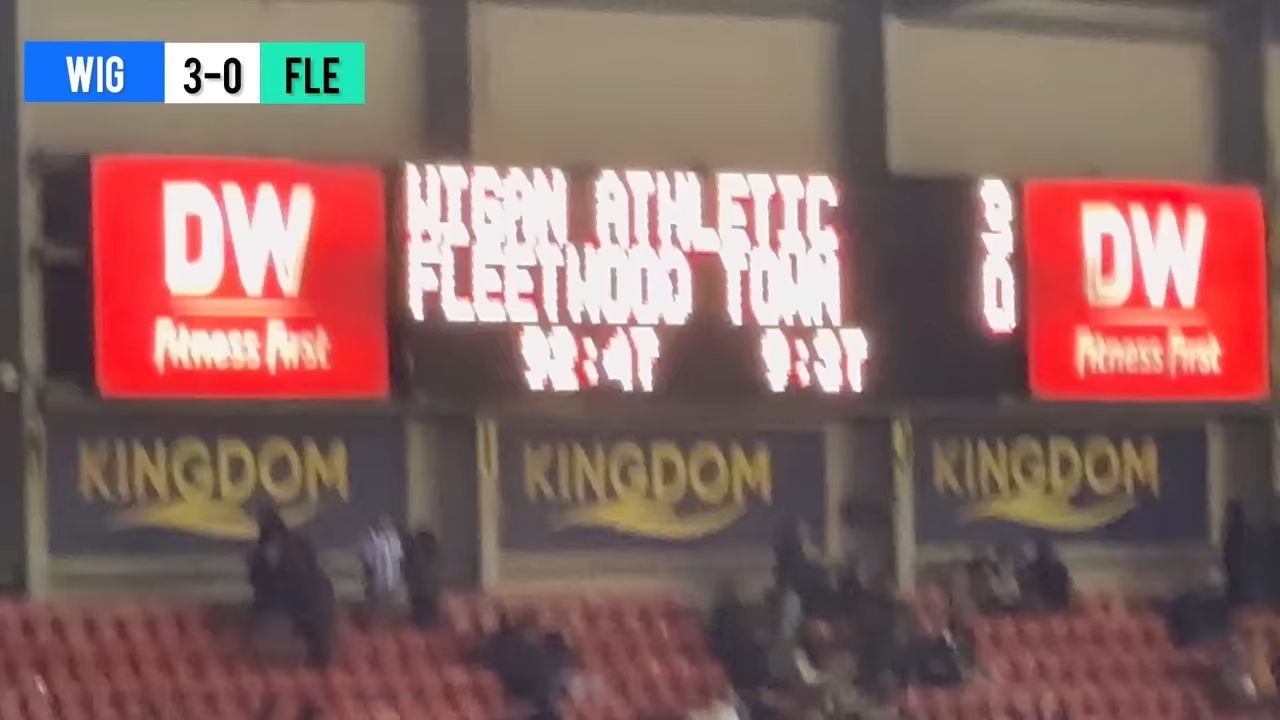 WIG 3-0 FLE
DW
Fitness First
WIGAN ATHLETIC 3
FLEETWOOD TOWN 0
DW
Fitness First
KINGDOM
KINGDOM
KINGDOM